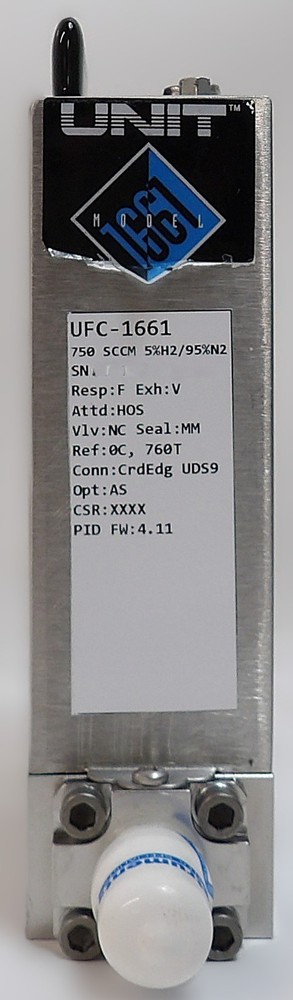 UNIT™
MODEL
1661
UFC-1661
750 SCCM 5%H2/95%N2
SN.
Resp:F Exh:V
Attd:HOS
Vlv:NC Seal:MM
Ref:0C, 760T
Conn:CrdEdg UDS9
Opt:AS
CSR:XXXX
PID FW:4.11